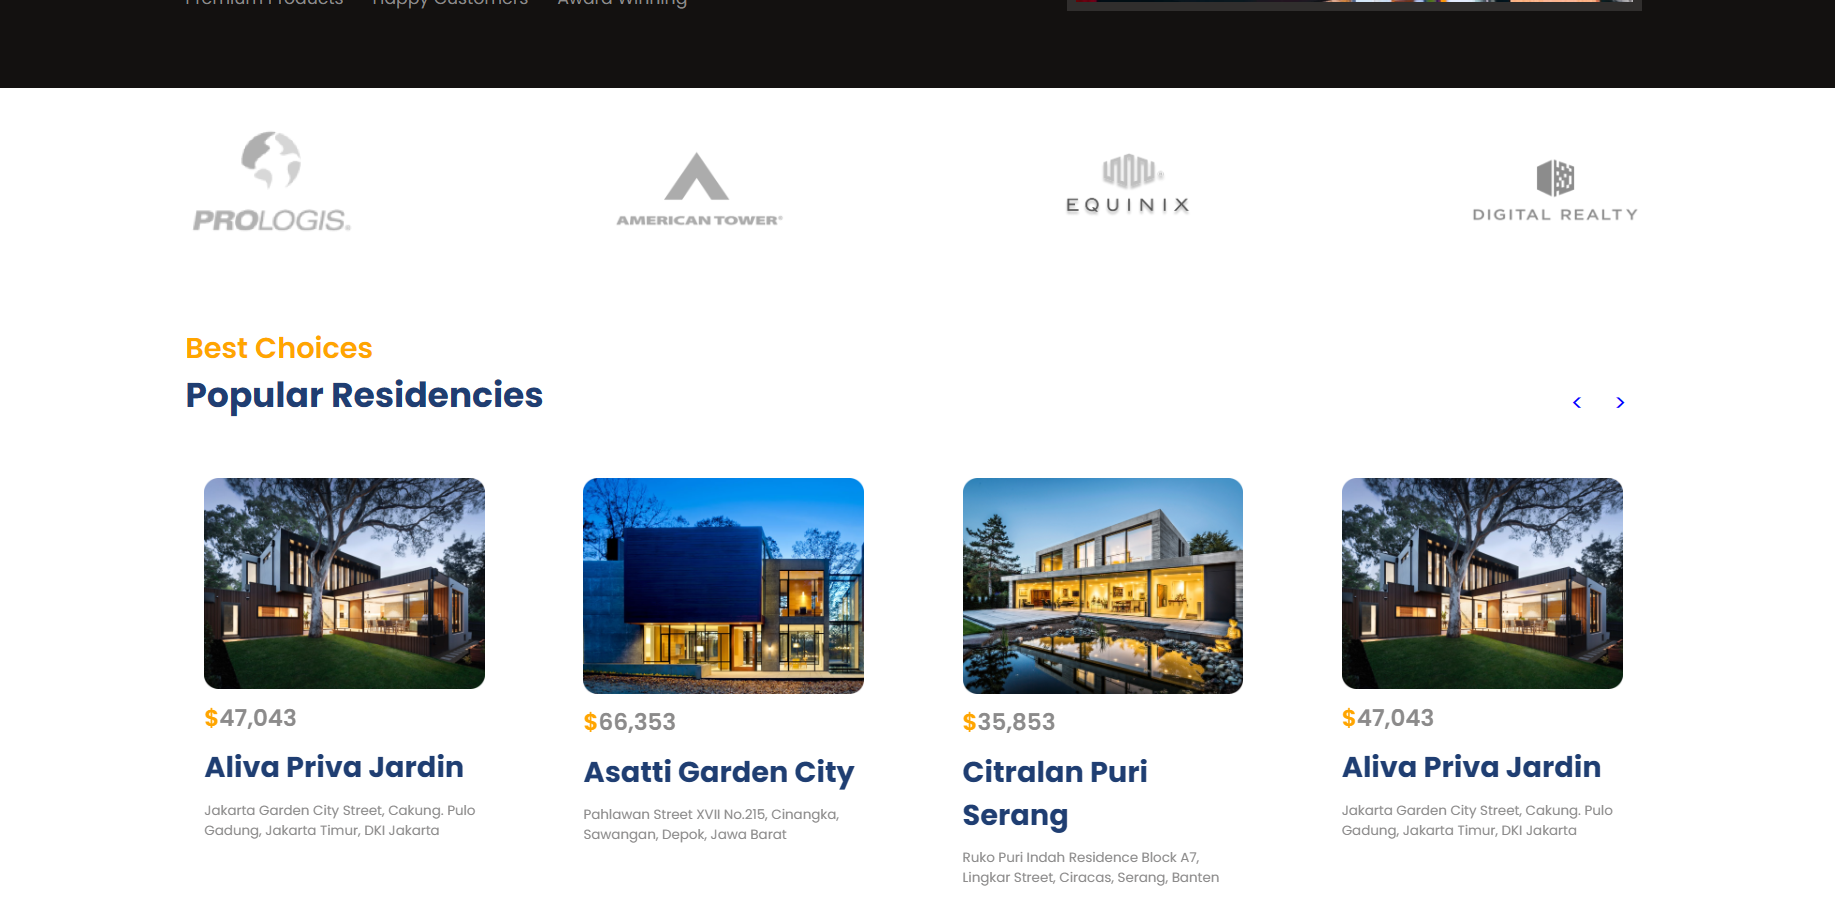 Premium Products Happy Customers Award Winning
PROLOGIS®
AMERICAN TOWER®
EQUINIX
DIGITAL REALTY
Best Choices
Popular Residencies
< >
$47,043
Aliva Priva Jardin
Jakarta Garden City Street, Cakung. Pulo
Gadung, Jakarta Timur, DKI Jakarta
$66,353
Asatti Garden City
Pahlawan Street XVII No.215, Cinangka,
Sawangan, Depok, Jawa Barat
$35,853
Citralan Puri
Serang
Ruko Puri Indah Residence Block A7,
Lingkar Street, Ciracas, Serang, Banten
$47,043
Aliva Priva Jardin
Jakarta Garden City Street, Cakung. Pulo
Gadung, Jakarta Timur, DKI Jakarta